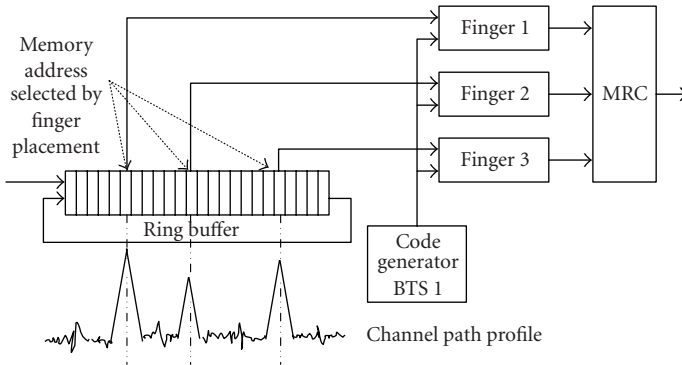 Memory
address
selected by
finger
placement
Finger 1
Finger 2
Finger 3
MRC
Ring buffer
Code
generator
BTS 1
Channel path profile